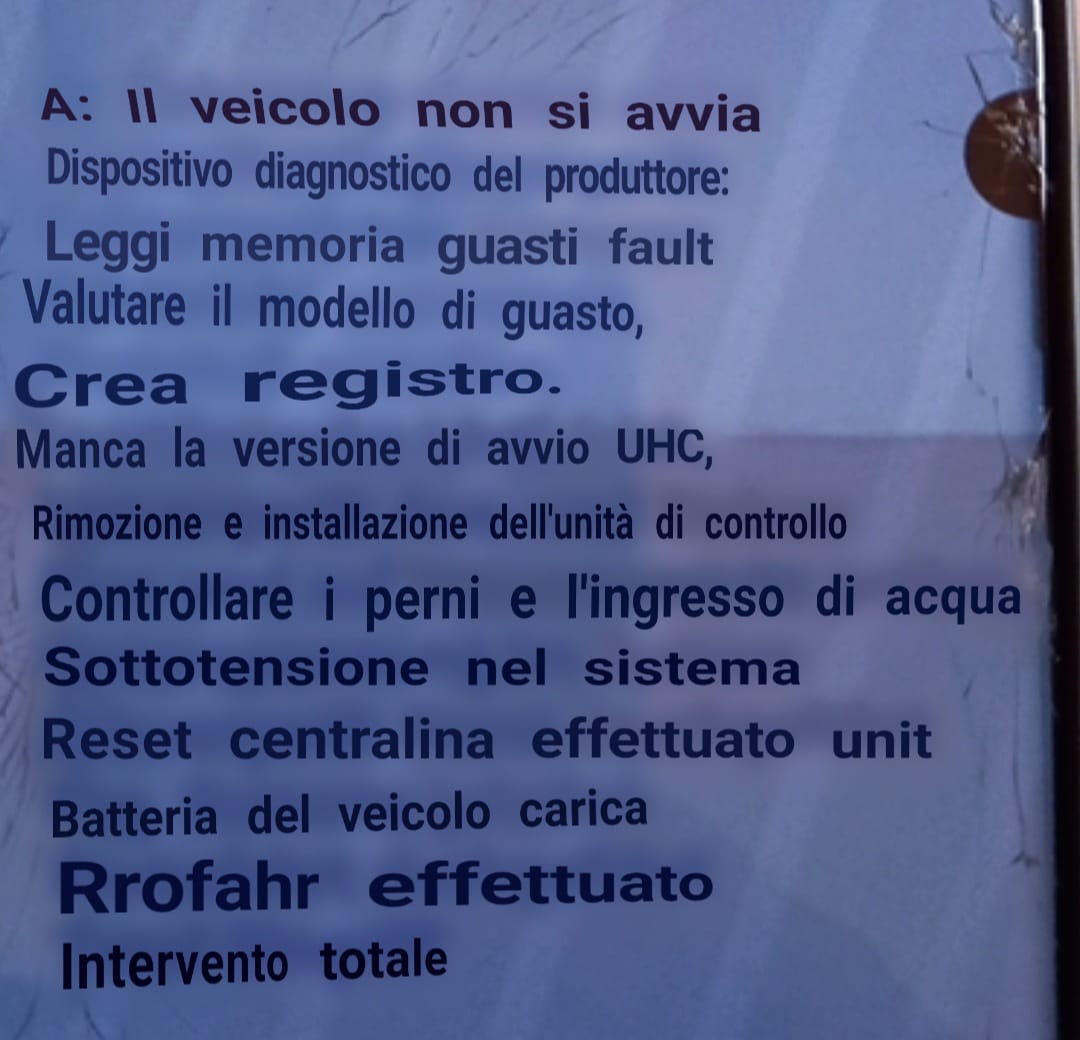 A: Il veicolo non si avvia
Dispositivo diagnostico del produttore:
Leggi memoria guasti fault
Valutare il modello di guasto,
Crea registro.
Manca la versione di avvio UHC,
Rimozione e installazione dell'unità di controllo
Controllare i perni e l'ingresso di acqua
Sottotensione nel sistema
Reset centralina effettuato unit
Batteria del veicolo carica
Rrofahr effettuato
Intervento totale